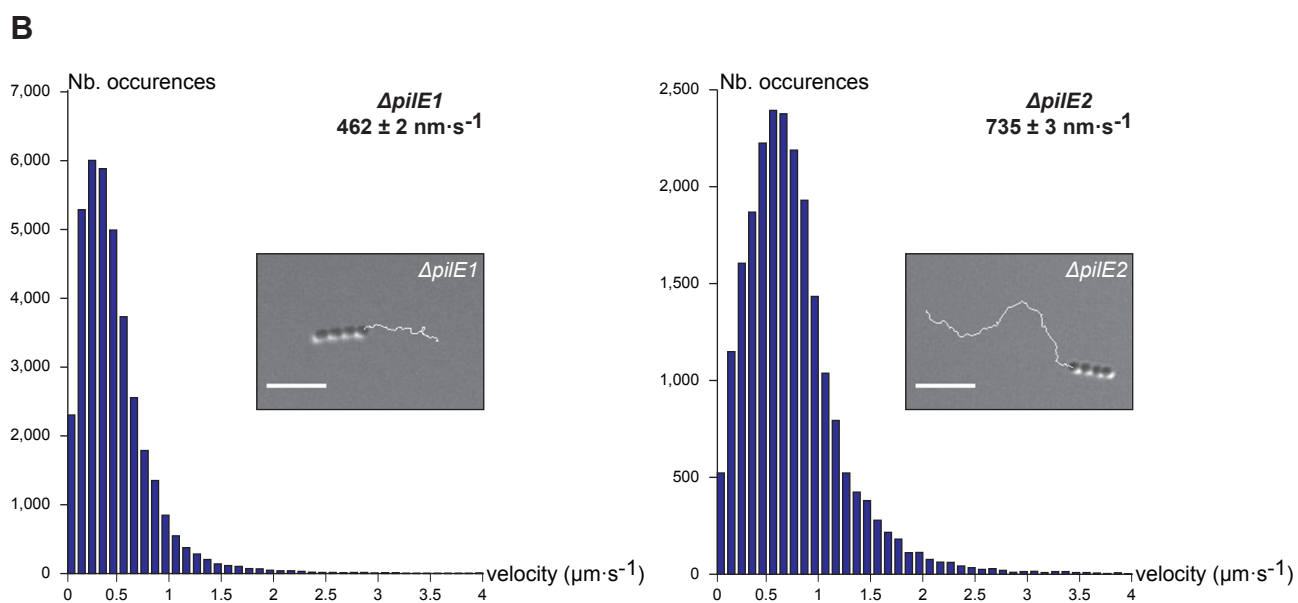 B
Nb. occurences
7,000
6,000
5,000
4,000
3,000
2,000
1,000
0
0 0.5 1 1.5 2 2.5 3 3.5 4
velocity (µm·s⁻¹)
ΔpilE1
462 ± 2 nm·s⁻¹
ΔpilE1
Nb. occurences
2,500
2,000
1,500
1,000
500
0
0 0.5 1 1.5 2 2.5 3 3.5 4
velocity (µm·s⁻¹)
ΔpilE2
735 ± 3 nm·s⁻¹
ΔpilE2